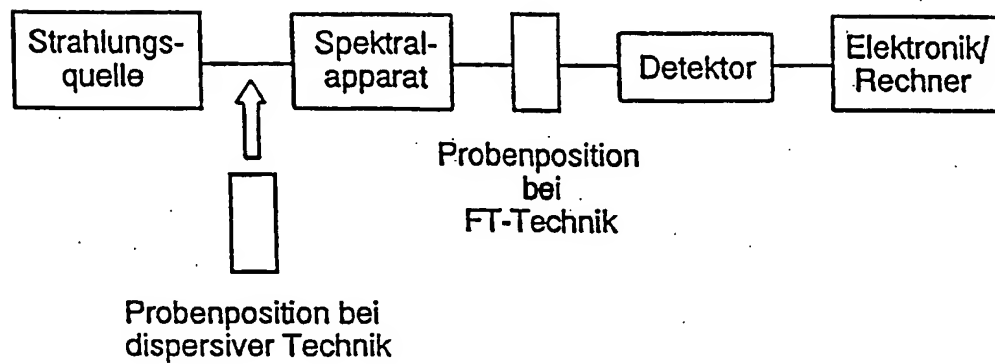 Strahlungs-
quelle
Spektral-
apparat
Detektor
Elektronik/
Rechner
Probenposition
bei
FT-Technik
Probenposition bei
dispersiver Technik